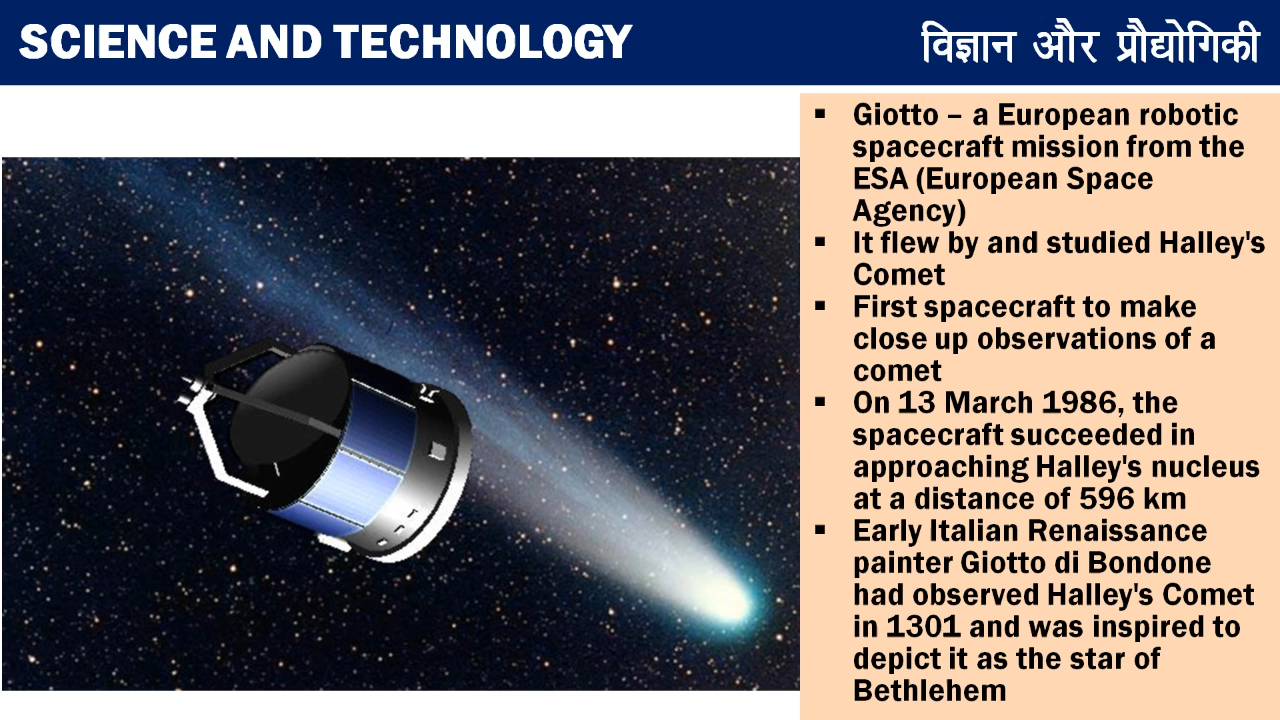 SCIENCE AND TECHNOLOGY
विज्ञान और प्रौद्योगिकी
▪ Giotto – a European robotic
spacecraft mission from the
ESA (European Space
Agency)
▪ It flew by and studied Halley's
Comet
▪ First spacecraft to make
close up observations of a
comet
▪ On 13 March 1986, the
spacecraft succeeded in
approaching Halley's nucleus
at a distance of 596 km
▪ Early Italian Renaissance
painter Giotto di Bondone
had observed Halley's Comet
in 1301 and was inspired to
depict it as the star of
Bethlehem